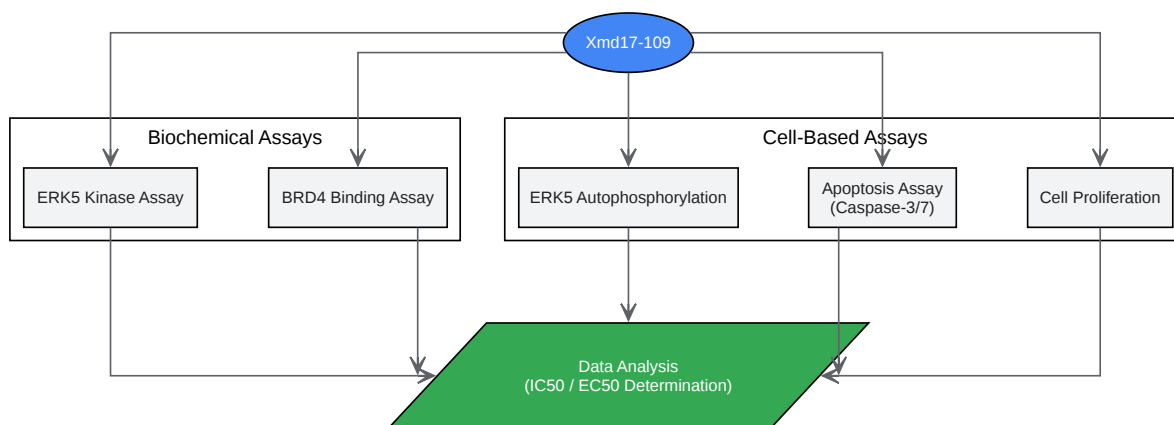 Xmd17-109
Biochemical Assays
Cell-Based Assays
ERK5 Kinase Assay
BRD4 Binding Assay
ERK5 Autophosphorylation
Apoptosis Assay
(Caspase-3/7)
Cell Proliferation
Data Analysis
(IC50 / EC50 Determination)